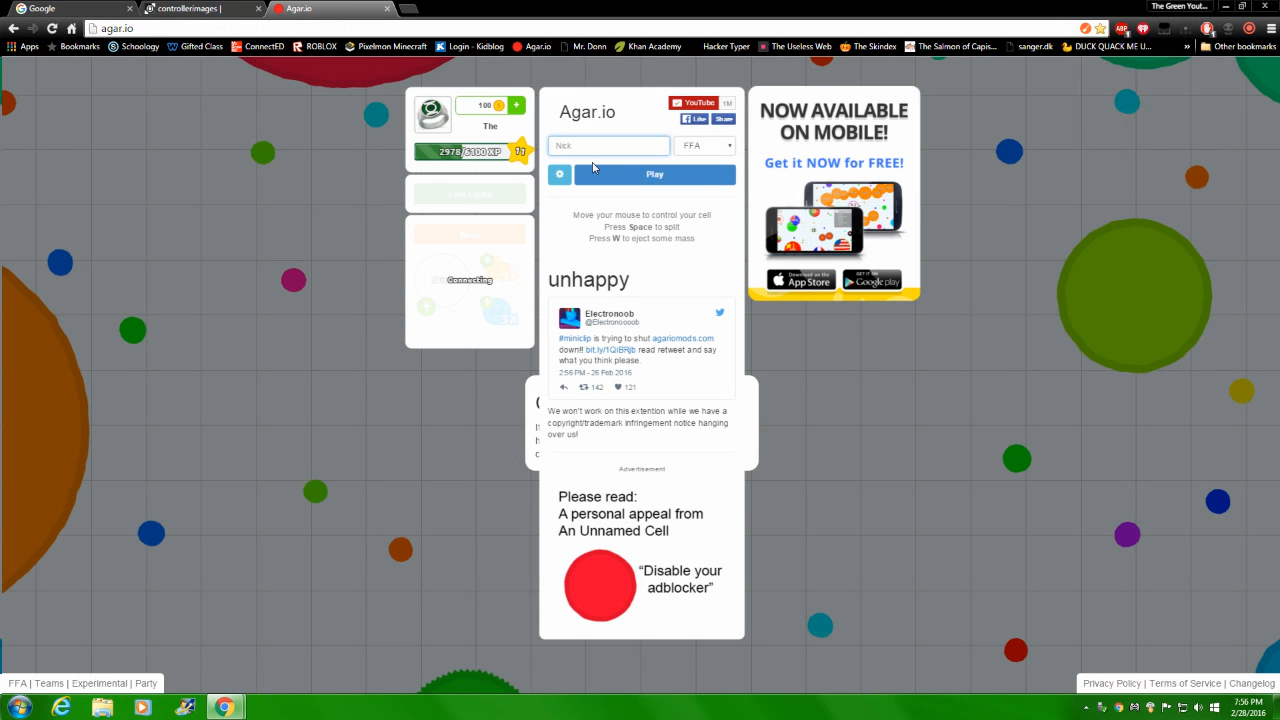 Google
controllerimages |
Agar.io
The Green Yout...
agar.io
Apps
Bookmarks
Schoology
Gifted Class
ConnectED
ROBLOX
Pixelmon Minecraft
Login - Kidblog
Agar.io
Mr. Donn
Khan Academy
Hacker Typer
The Useless Web
The Skindex
The Salmon of Capis...
sanger.dk
DUCK QUACK ME U...
»
Other bookmarks
100
The
2978/6100 XP
11
Shop
Connecting
3X
Agar.io
YouTube 1M
Like Share
Nick
FFA
Play
Move your mouse to control your cell
Press Space to split
Press W to eject some mass
unhappy
Electronoob
@Electronoooob
#miniclip is trying to shut agariomods.com
down!! bit.ly/1QiBRjb read retweet and say
what you think please.
2:56 PM - 26 Feb 2016
142 121
We won't work on this extention while we have a
copyright/trademark infringement notice hanging
over us!
Advertisement
Please read:
A personal appeal from
An Unnamed Cell
“Disable your
adblocker”
NOW AVAILABLE
ON MOBILE!
Get it NOW for FREE!
Download on the
App Store
GET IT ON
Google play
FFA | Teams | Experimental | Party
Privacy Policy | Terms of Service | Changelog
7:56 PM
2/28/2016